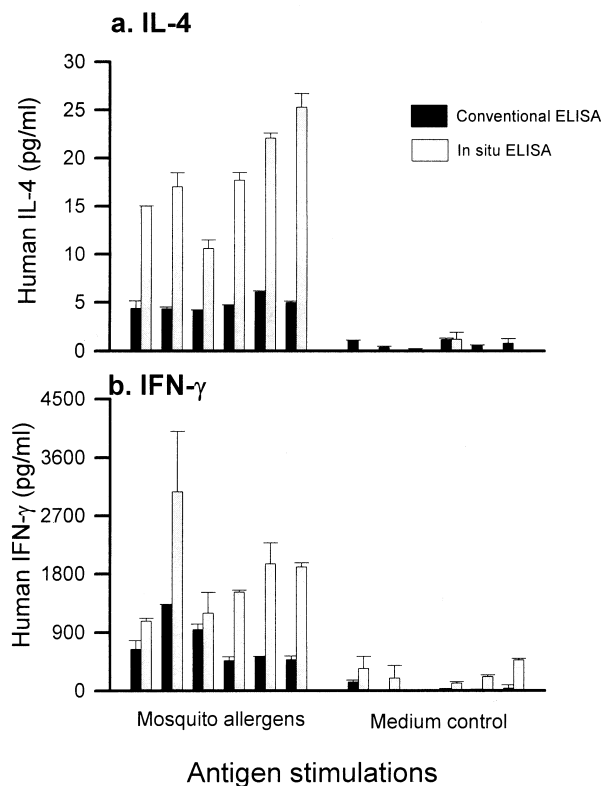 a. IL-4
30
25
20
15
10
5
0
Human IL-4 (pg/ml)
Conventional ELISA
In situ ELISA
b. IFN-γ
4500
3600
2700
1800
900
0
Human IFN-γ (pg/ml)
Mosquito allergens
Medium control
Antigen stimulations